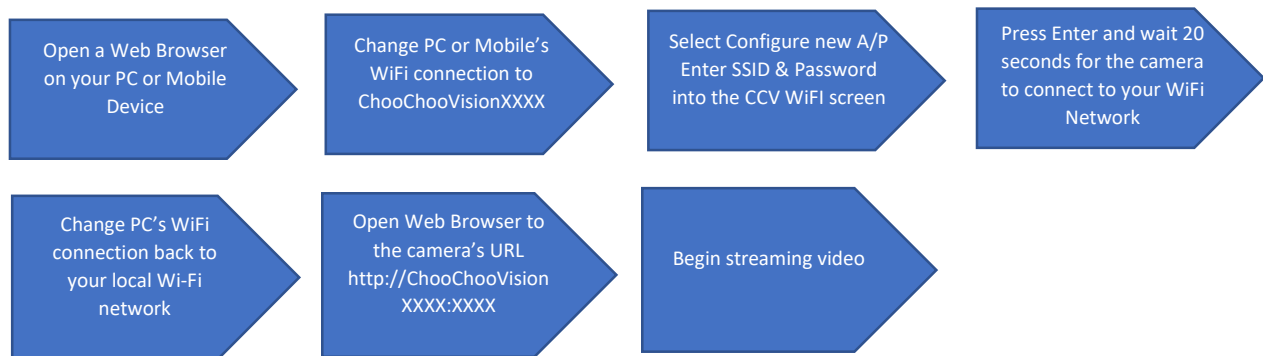 Open a Web Browser
on your PC or Mobile
Device
Change PC or Mobile's
WiFi connection to
ChooChooVisionXXXX
Select Configure new A/P
Enter SSID & Password
into the CCV WiFI screen
Press Enter and wait 20
seconds for the camera
to connect to your WiFi
Network
Change PC's WiFi
connection back to
your local Wi-Fi
network
Open Web Browser to
the camera's URL
http://ChooChooVision
XXXX:XXXX
Begin streaming video